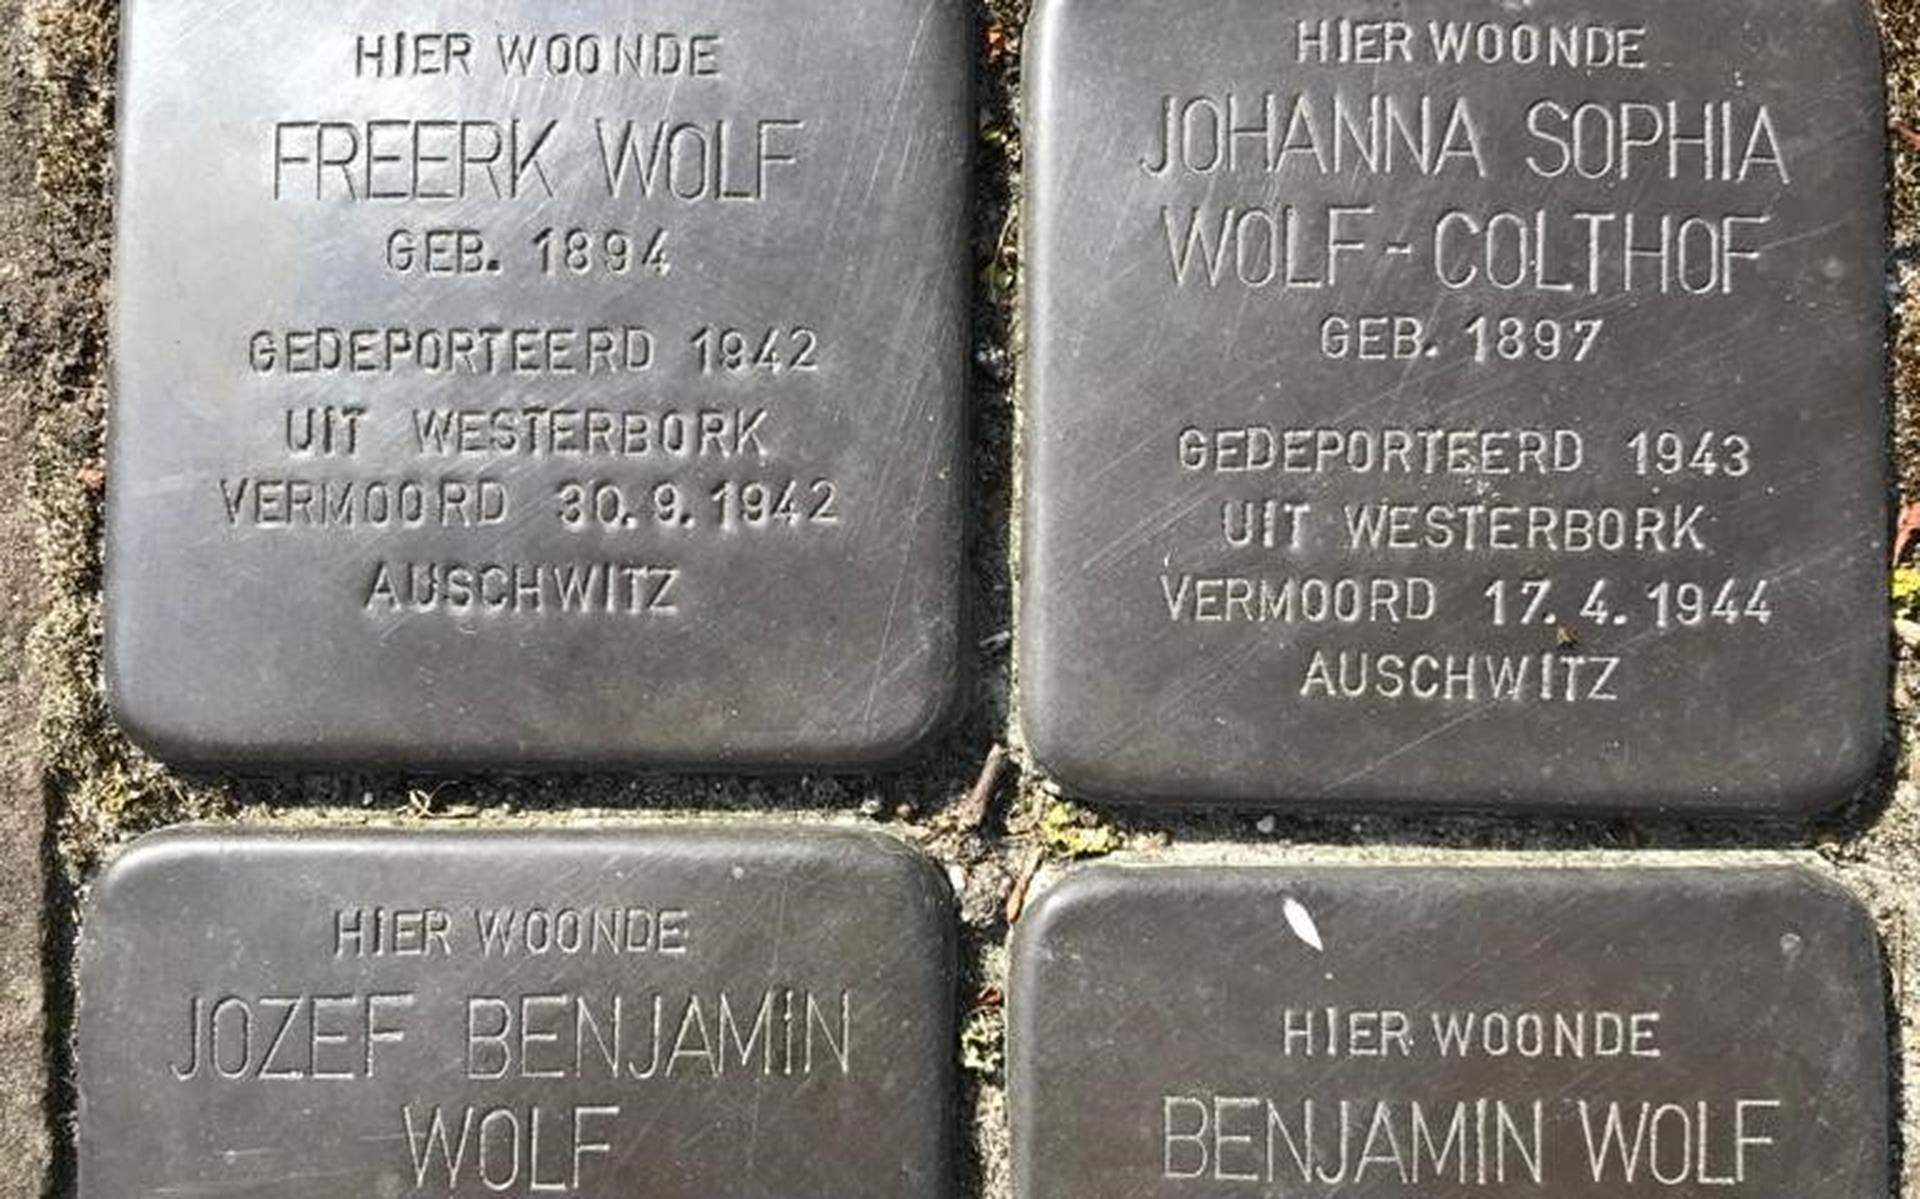 HIER WOONDE
FREERK WOLF
GEB. 1894
GEDEPORTEERD 1942
UIT WESTERBORK
VERMOORD 30.9.1942
AUSCHWITZ
HIER WOONDE
JOHANNA SOPHIA
WOLF-COLTHOF
GEB. 1897
GEDEPORTEERD 1943
UIT WESTERBORK
VERMOORD 17.4.1944
AUSCHWITZ
HIER WOONDE
JOZEF BENJAMIN
WOLF
HIER WOONDE
BENJAMIN WOLF